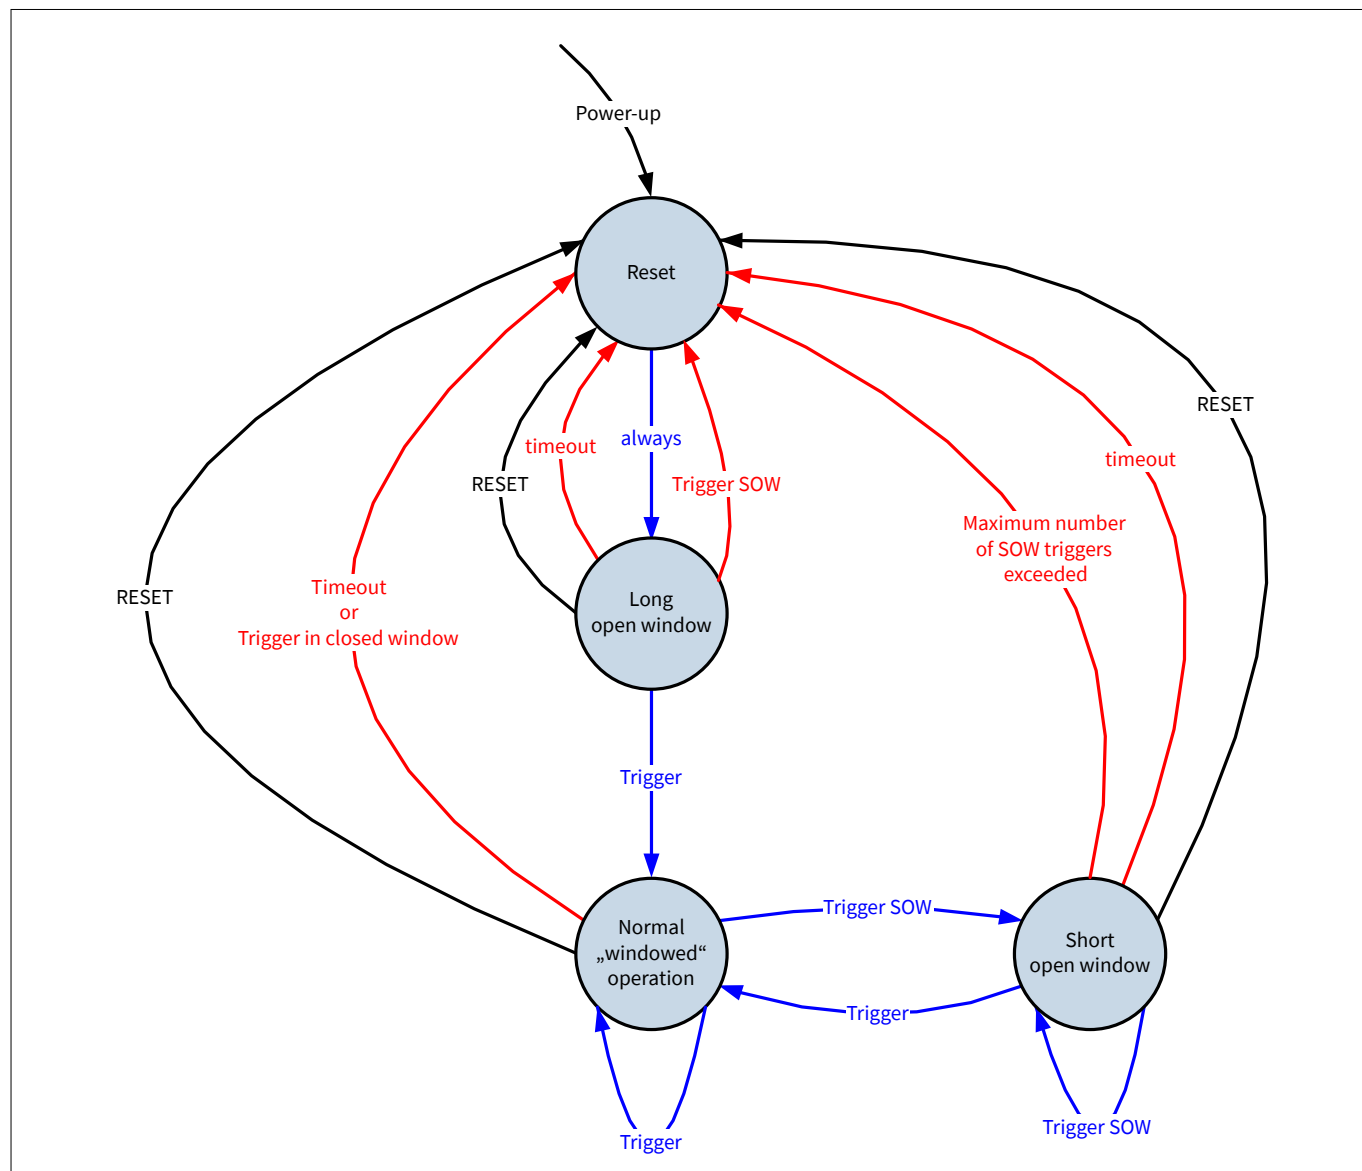 Power-up
Reset
RESET
always
timeout
timeout
Trigger SOW
RESET
Maximum number
of SOW triggers
exceeded
Timeout
or
Trigger in closed window
RESET
Long
open window
Trigger
Trigger SOW
Normal
„windowed“
operation
Short
open window
Trigger
Trigger SOW
Trigger